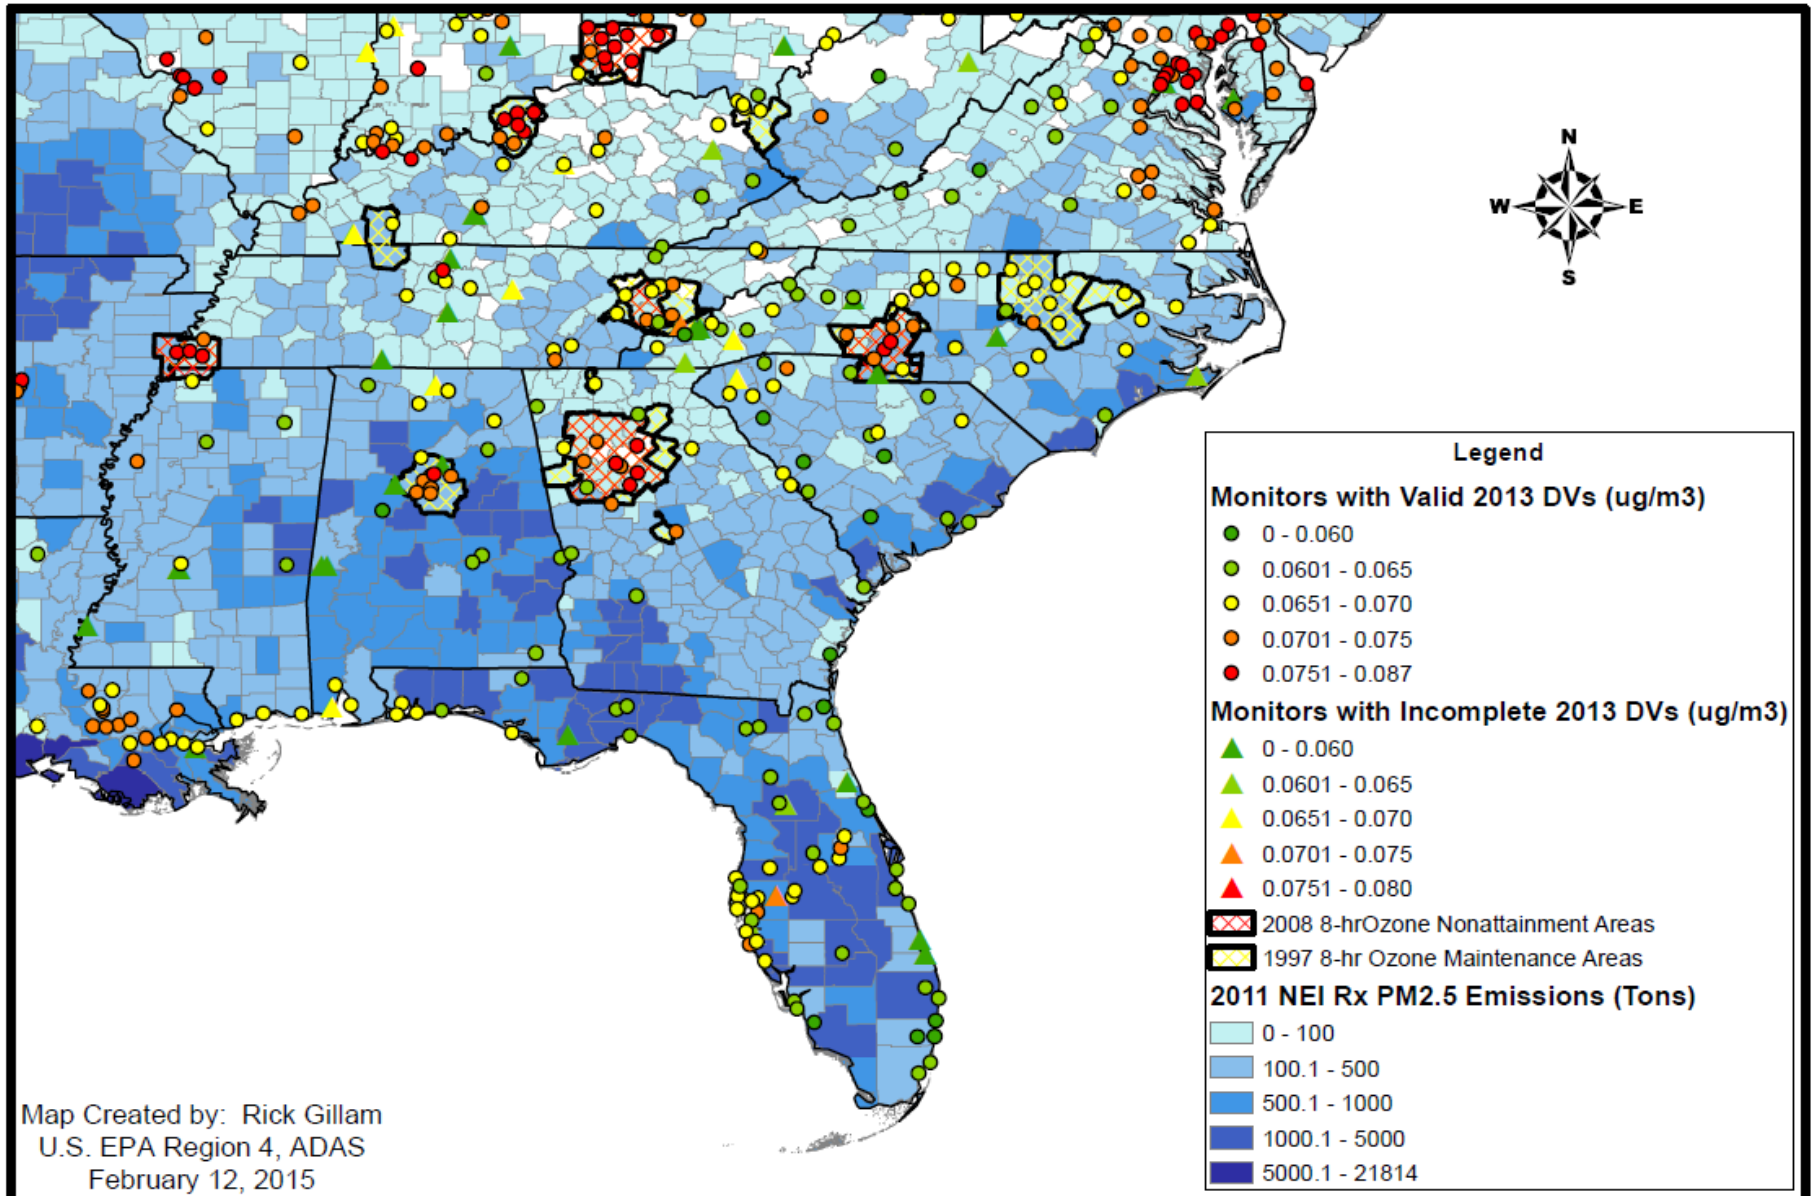 N
W
E
S
Legend
Monitors with Valid 2013 DVs (ug/m3)
0 - 0.060
0.0601 - 0.065
0.0651 - 0.070
0.0701 - 0.075
0.0751 - 0.087
Monitors with Incomplete 2013 DVs (ug/m3)
0 - 0.060
0.0601 - 0.065
0.0651 - 0.070
0.0701 - 0.075
0.0751 - 0.080
2008 8-hrOzone Nonattainment Areas
1997 8-hr Ozone Maintenance Areas
2011 NEI Rx PM2.5 Emissions (Tons)
0 - 100
100.1 - 500
500.1 - 1000
1000.1 - 5000
5000.1 - 21814
Map Created by: Rick Gillam
U.S. EPA Region 4, ADAS
February 12, 2015